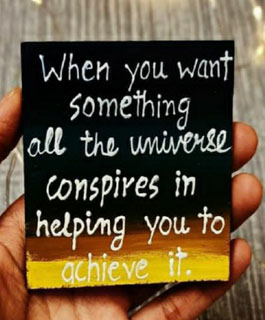 When you want
something
all the universe
conspires in
helping you to
achieve it.